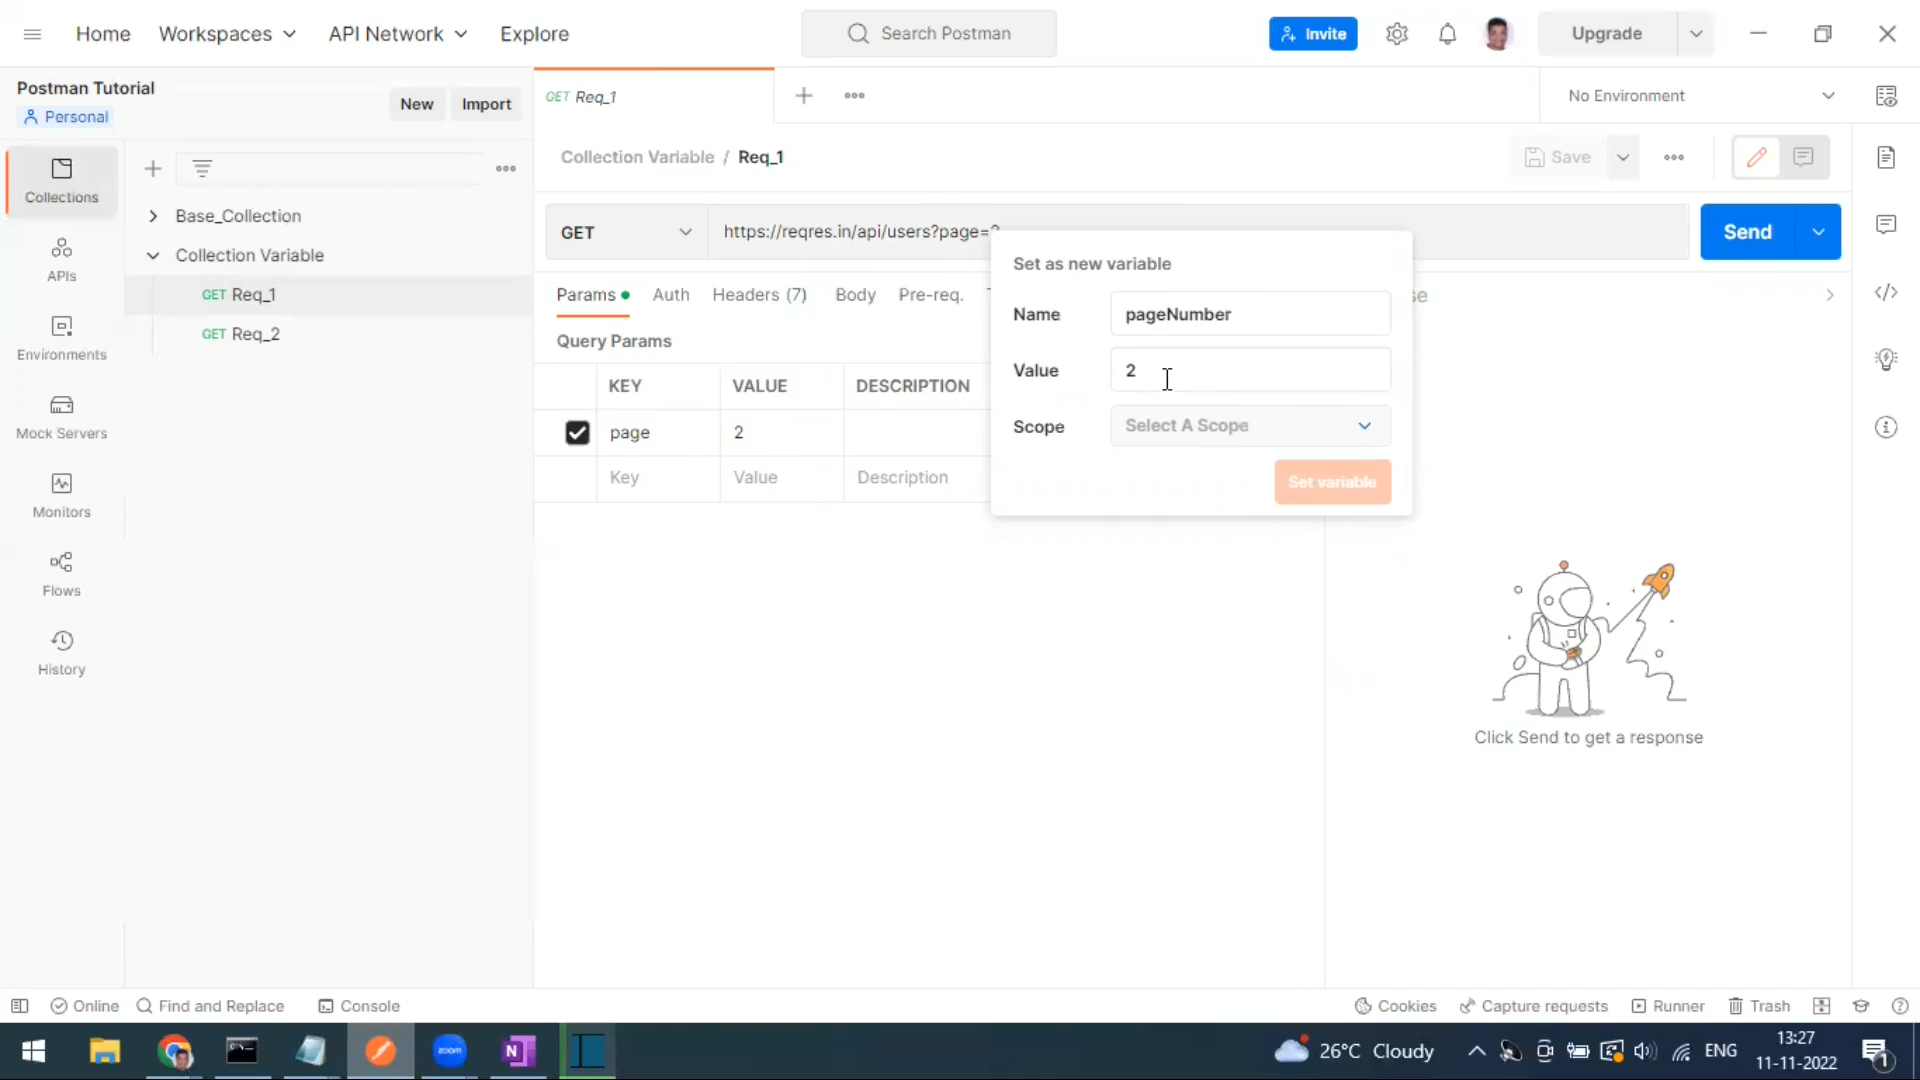 Home Workspaces API Network Explore Search Postman Invite Upgrade
Postman Tutorial
Personal
New Import
GET Req_1
No Environment
Collections
APIs
Environments
Mock Servers
Monitors
Flows
History
Base_Collection
Collection Variable
GET Req_1
GET Req_2
Collection Variable / Req_1
Save
GET https://reqres.in/api/users?page=2
Send
Params Auth Headers (7) Body Pre-req.
Query Params
KEY VALUE DESCRIPTION
page 2
Key Value Description
Set as new variable
Name pageNumber
Value 2
Scope Select A Scope
Set variable
Click Send to get a response
Online Find and Replace Console
Cookies Capture requests Runner Trash
zoom
N
26°C Cloudy
ENG
13:27
11-11-2022
1